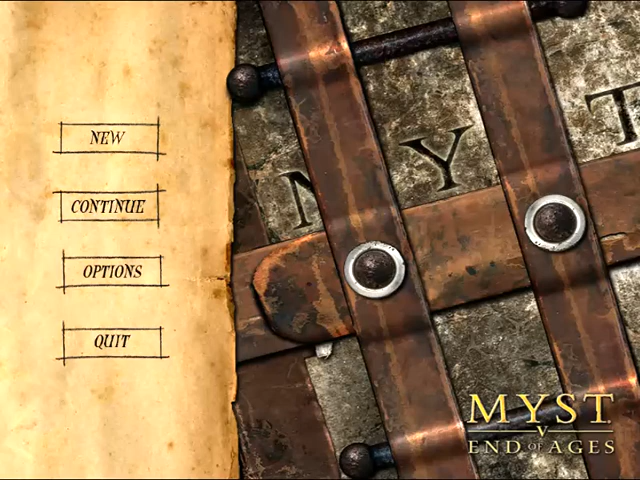 NEW
CONTINUE
OPTIONS
QUIT
M Y T
MYST
V
END OF AGES